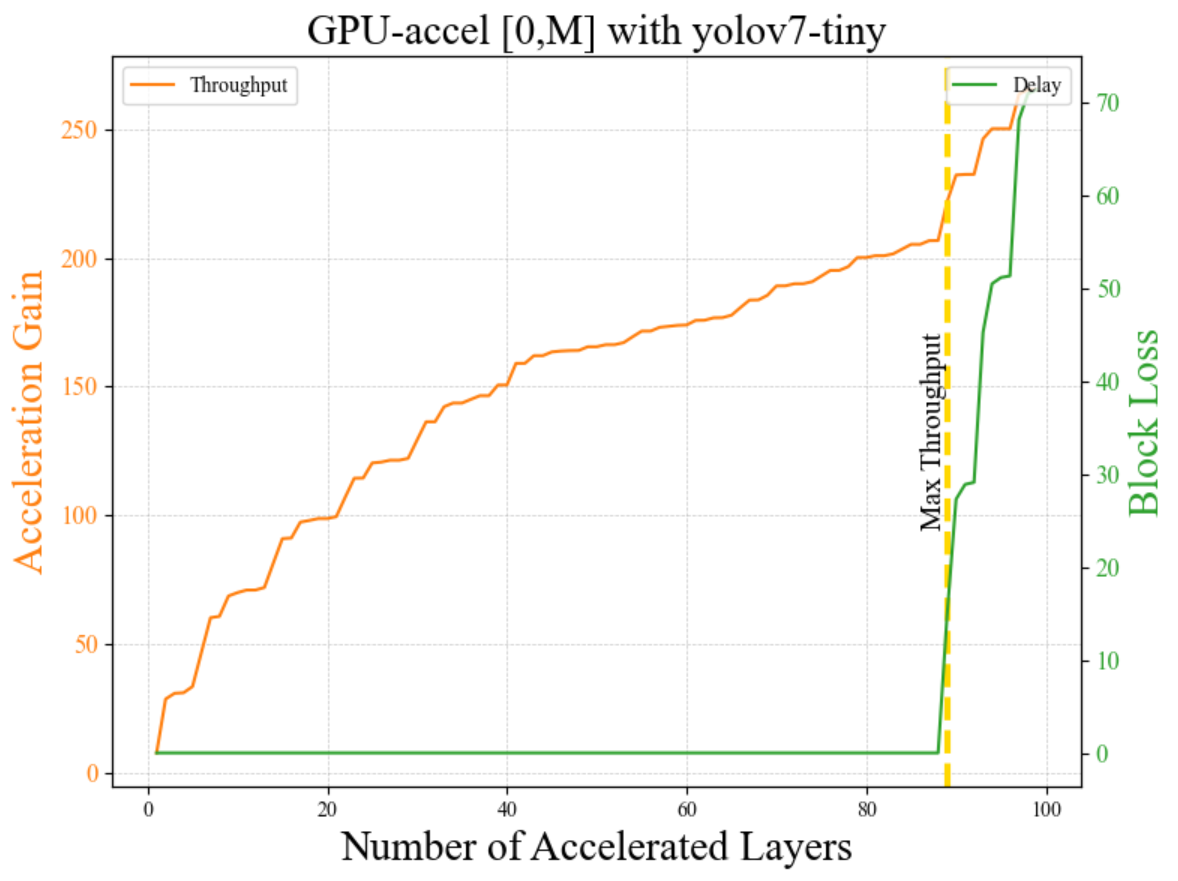 GPU-accel [0,M] with yolov7-tiny
Throughput
Delay
Acceleration Gain
250
200
150
100
50
0
Max Throughput
Block Loss
70
60
50
40
30
20
10
0
0 20 40 60 80 100
Number of Accelerated Layers